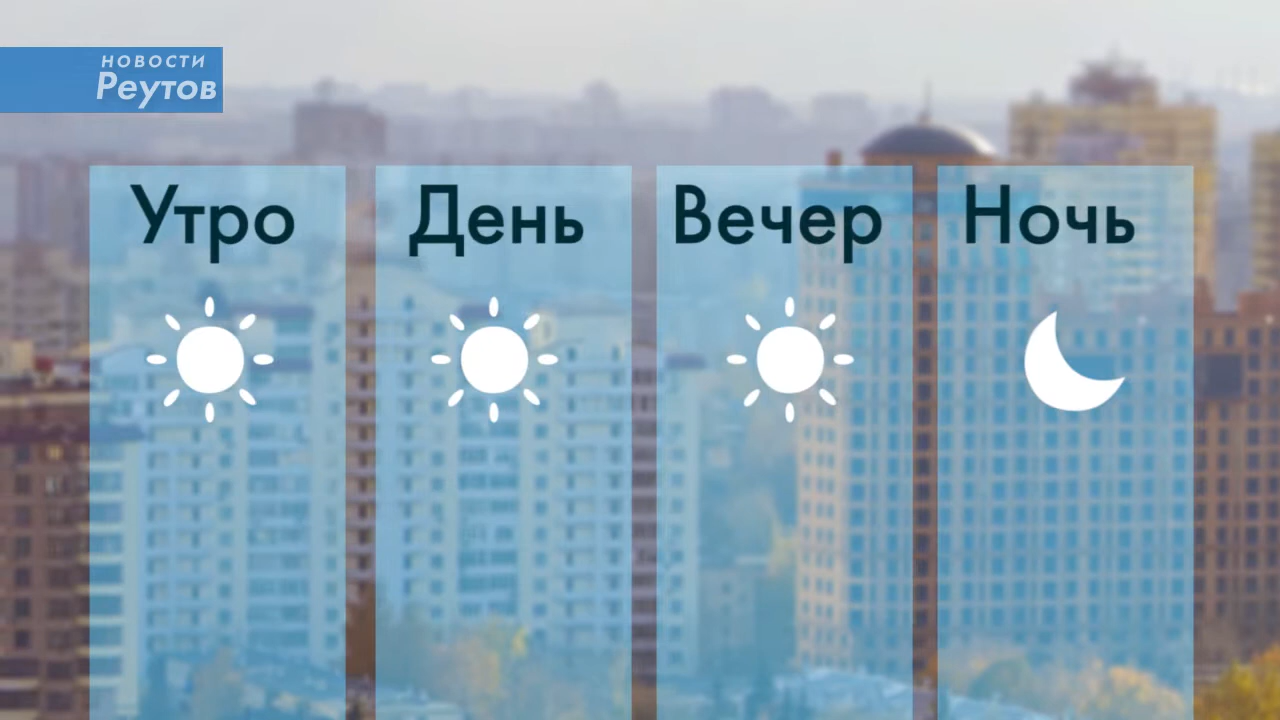 НОВОСТИ
Реутов
Утро
День
Вечер
Ночь